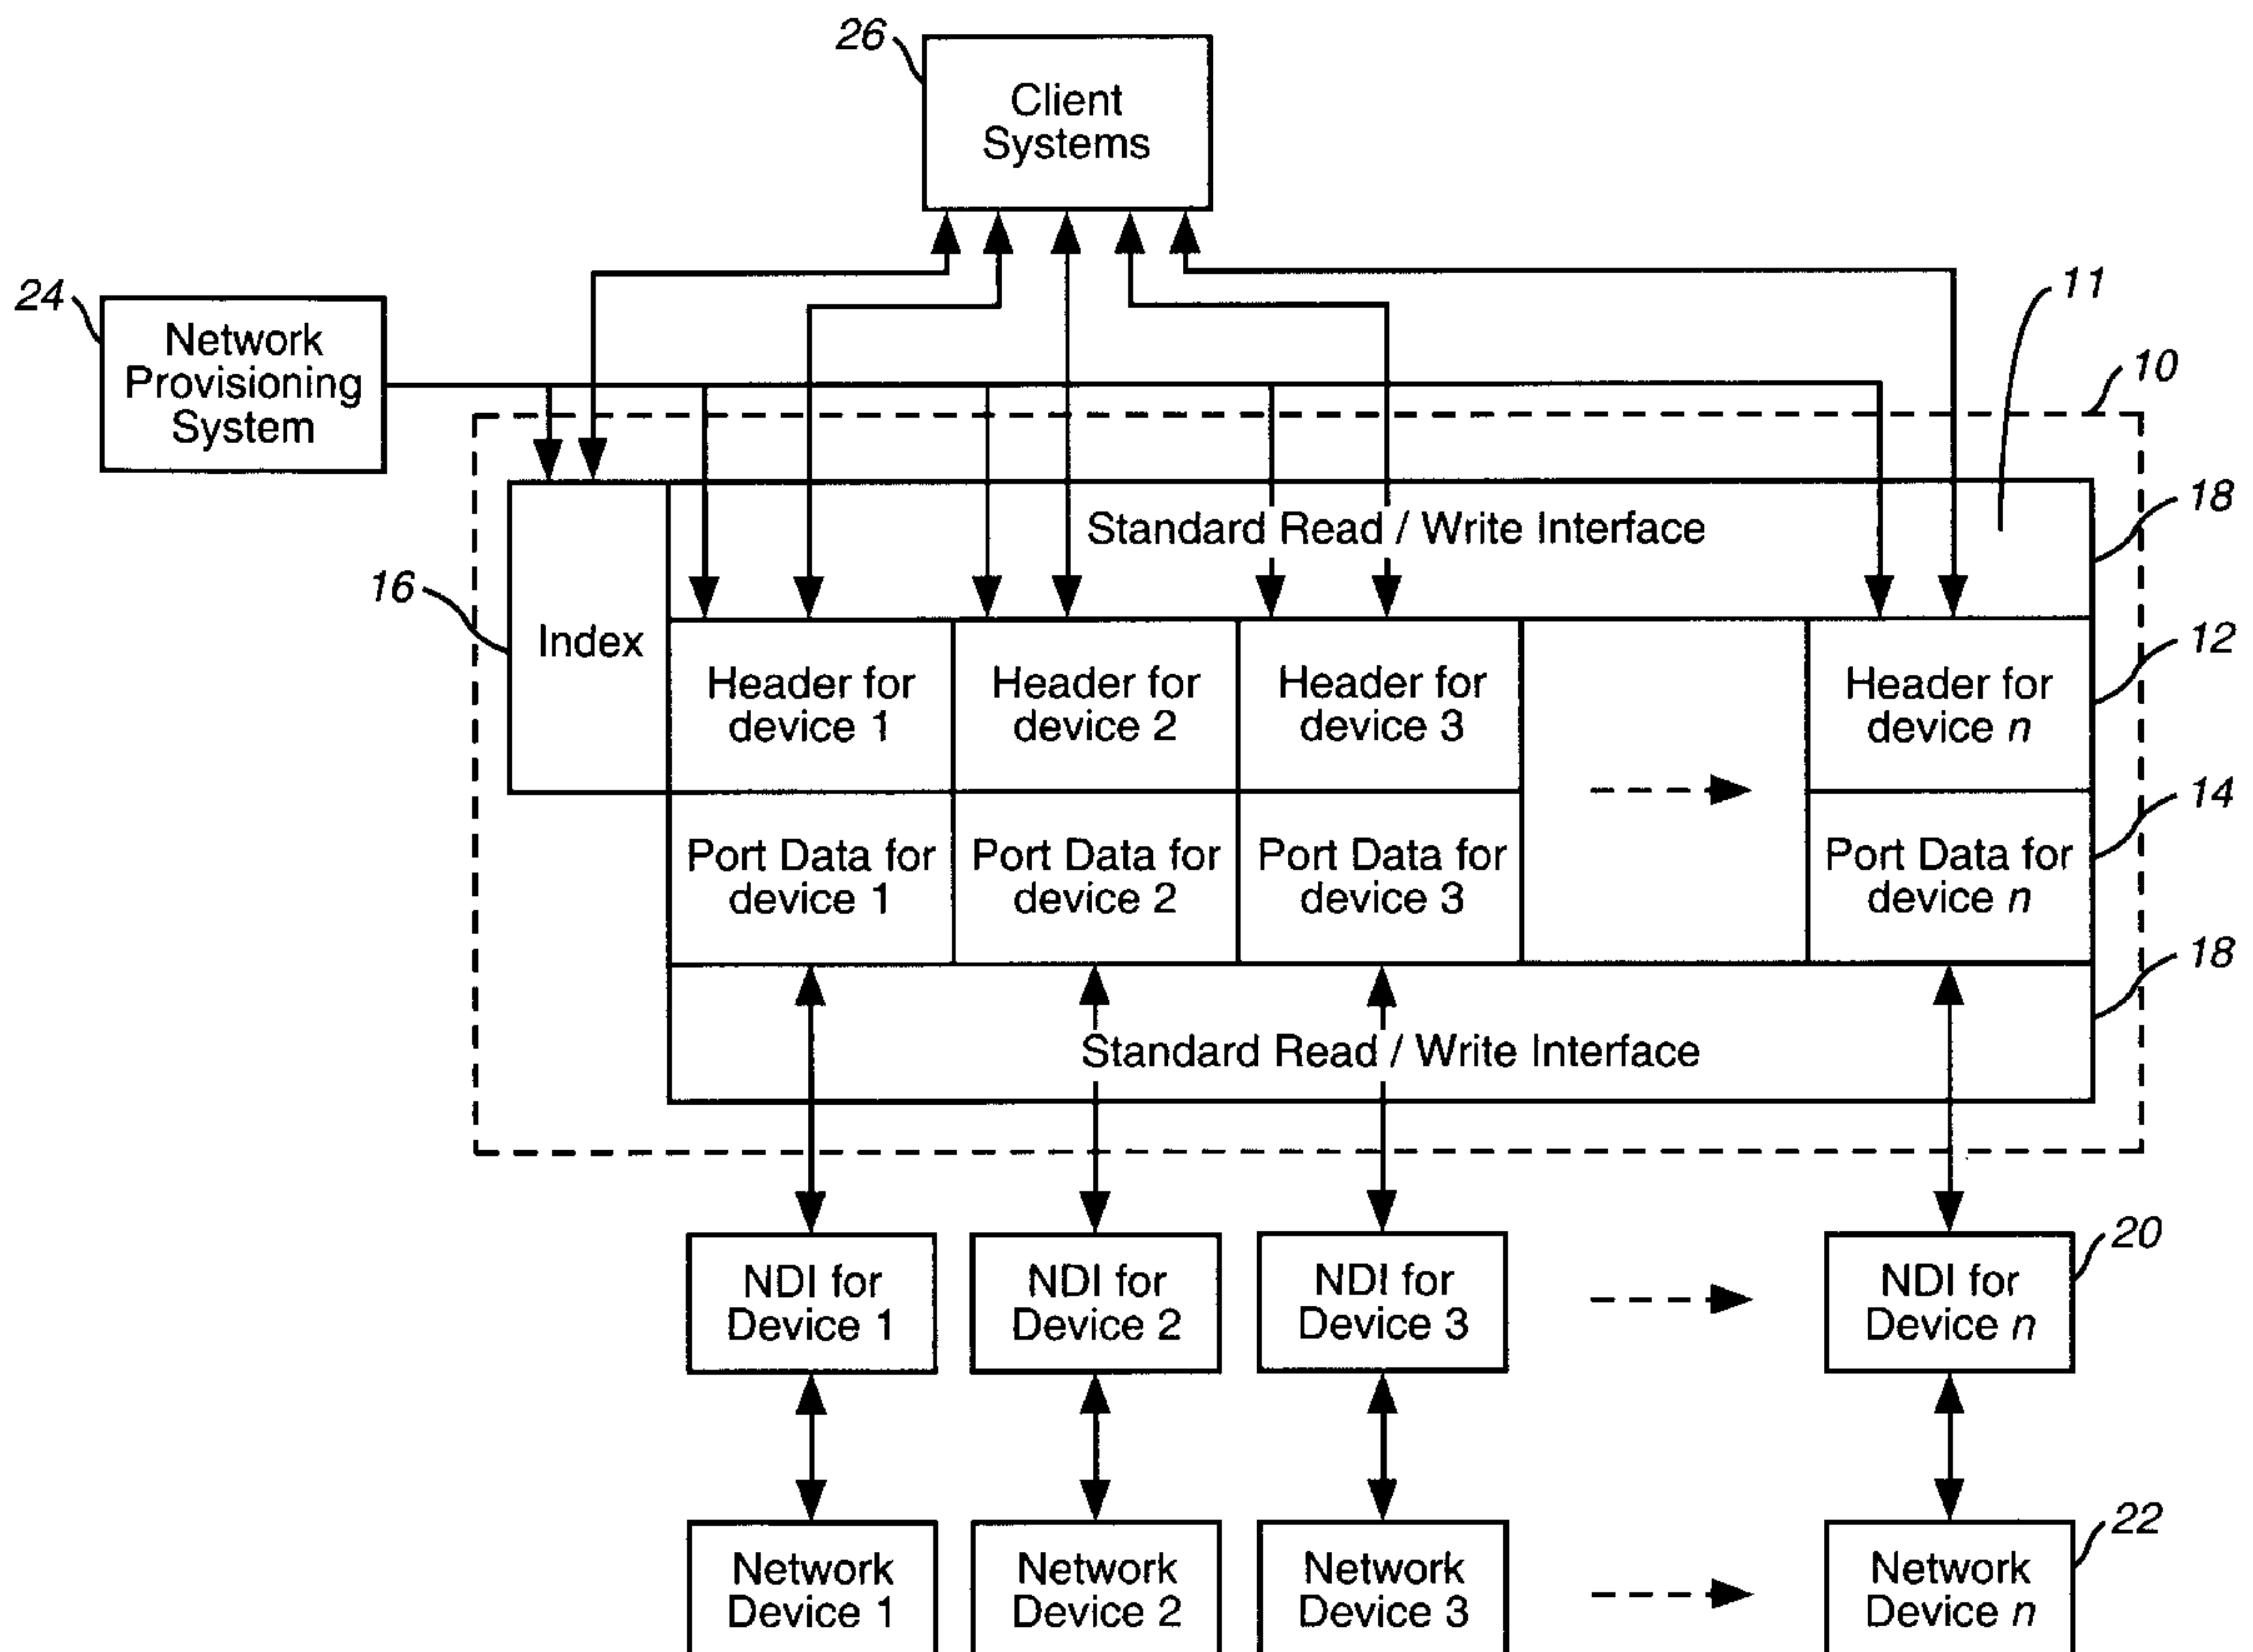 26
Client
Systems
24
Network
Provisioning
System
11
10
Standard Read / Write Interface
18
16
Index
12
Header for
device 1
Header for
device 2
Header for
device 3
Header for
device n
14
Port Data for
device 1
Port Data for
device 2
Port Data for
device 3
Port Data for
device n
18
Standard Read / Write Interface
20
NDI for
Device 1
NDI for
Device 2
NDI for
Device 3
NDI for
Device n
22
Network
Device 1
Network
Device 2
Network
Device 3
Network
Device n